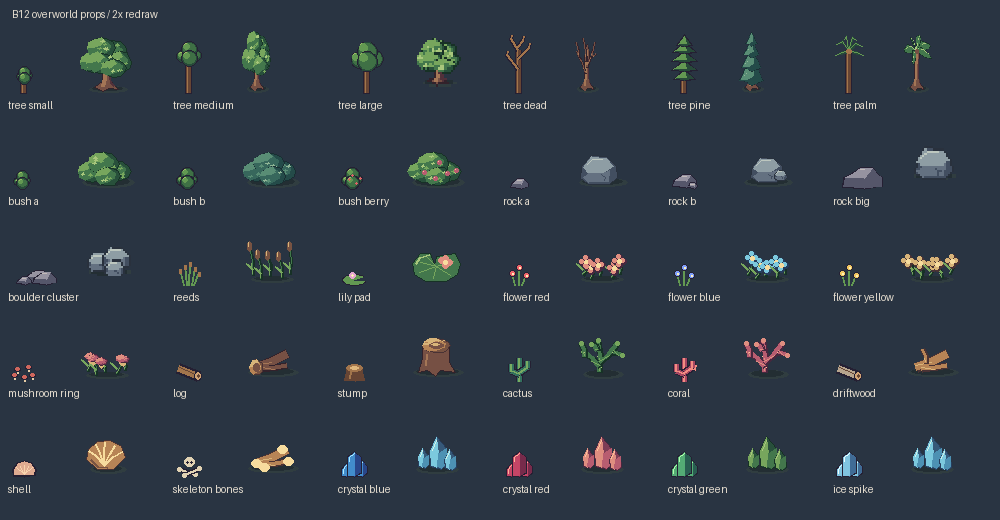 B12 overworld props / 2x redraw
tree small
tree medium
tree large
tree dead
tree pine
tree palm
bush a
bush b
bush berry
rock a
rock b
rock big
boulder cluster
reeds
lily pad
flower red
flower blue
flower yellow
mushroom ring
log
stump
cactus
coral
driftwood
shell
skeleton bones
crystal blue
crystal red
crystal green
ice spike